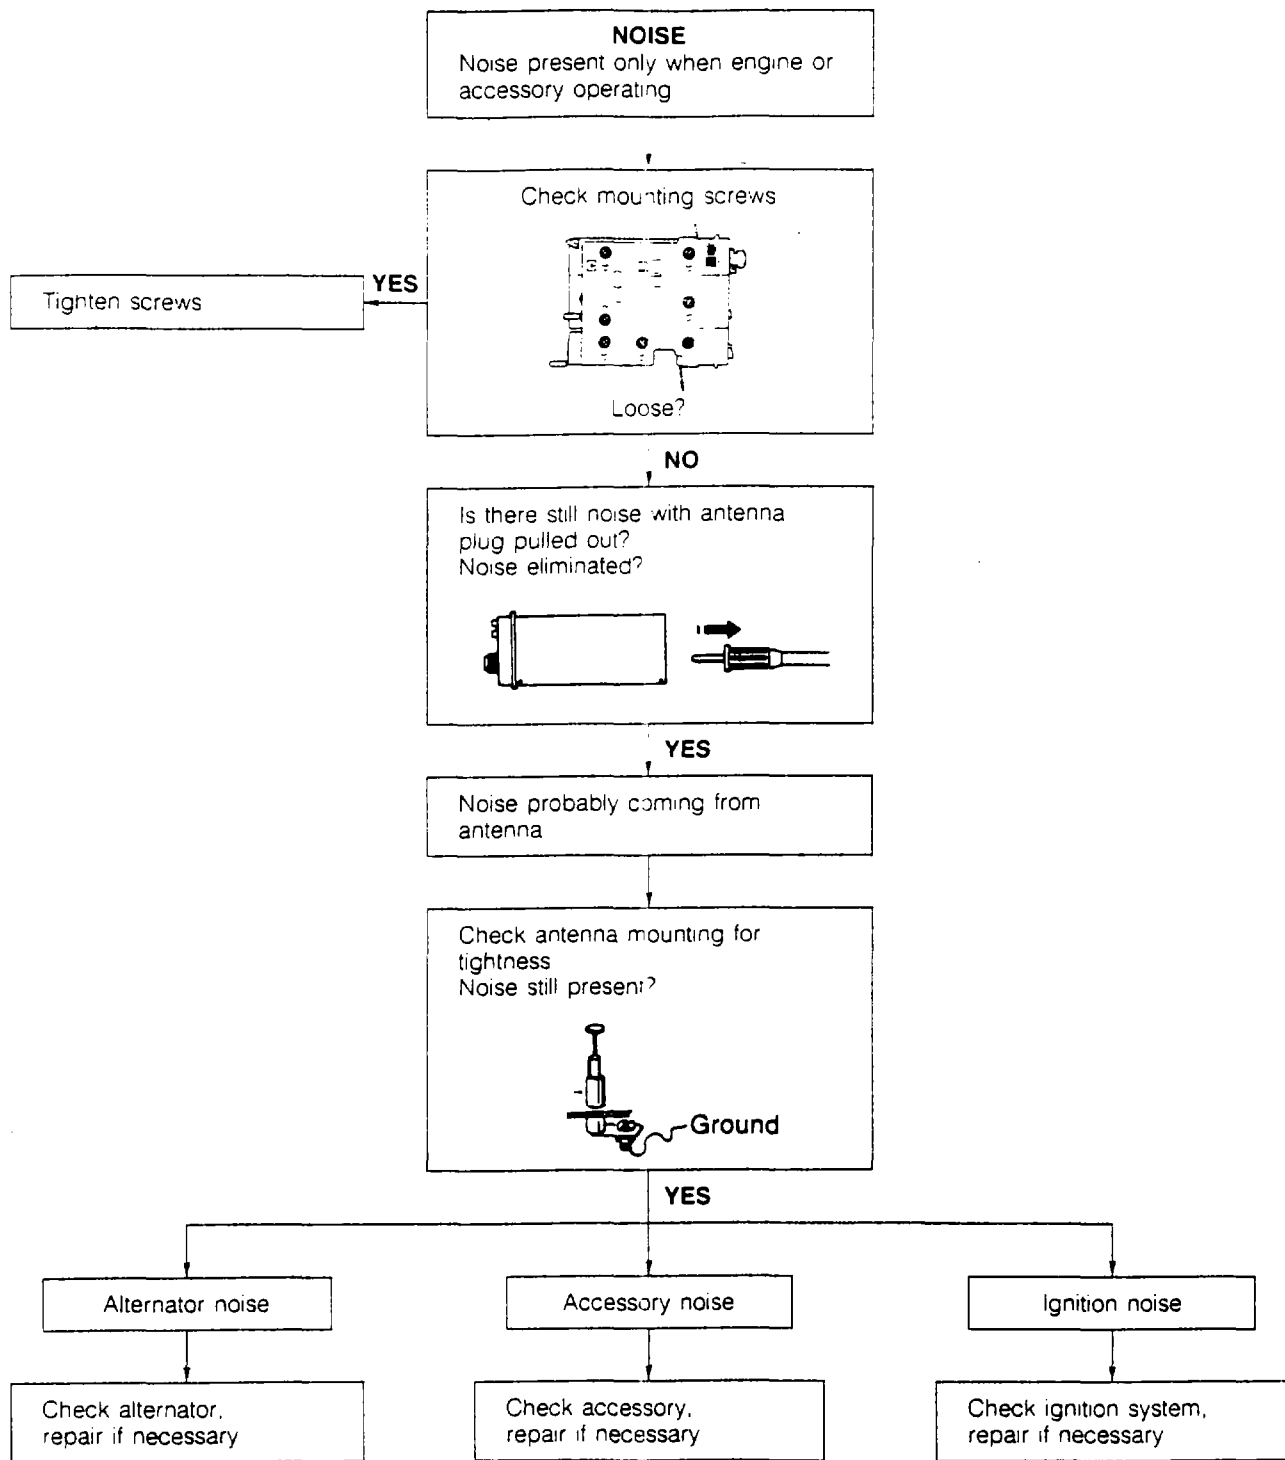 NOISE
Noise present only when engine or
accessory operating
Check mounting screws
YES
Tighten screws
Loose?
NO
Is there still noise with antenna
plug pulled out?
Noise eliminated?
YES
Noise probably coming from
antenna
Check antenna mounting for
tightness
Noise still present?
Ground
YES
Alternator noise
Accessory noise
Ignition noise
Check alternator,
repair if necessary
Check accessory,
repair if necessary
Check ignition system,
repair if necessary